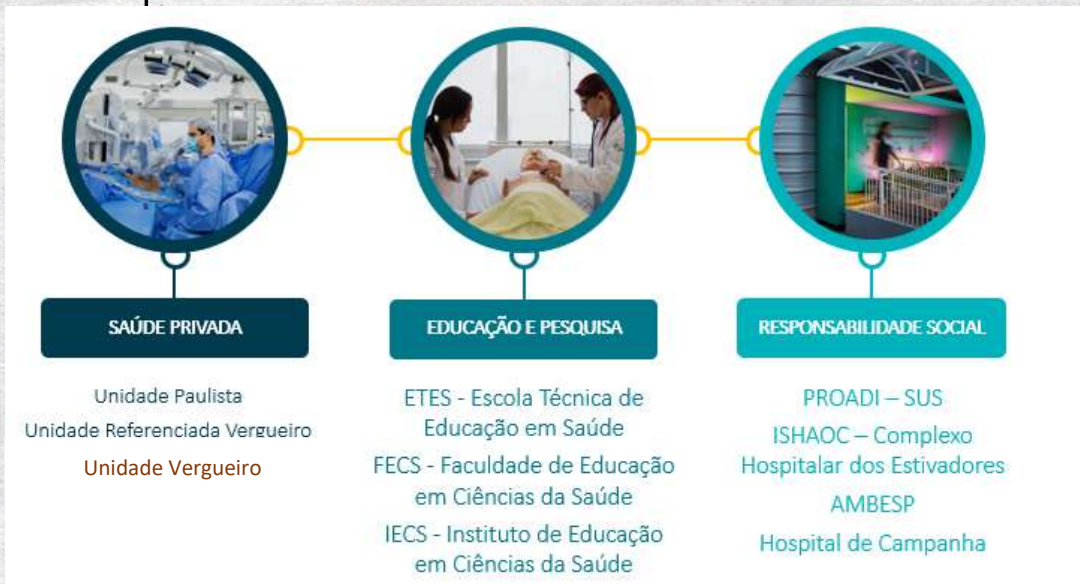 SAÚDE PRIVADA
Unidade Paulista
Unidade Referenciada Vergueiro
Unidade Vergueiro
EDUCAÇÃO E PESQUISA
ETES - Escola Técnica de
Educação em Saúde
FECS - Faculdade de Educação
em Ciências da Saúde
IECS - Instituto de Educação
em Ciências da Saúde
RESPONSABILIDADE SOCIAL
PROADI – SUS
ISHAOC – Complexo
Hospitalar dos Estivadores
AMBESP
Hospital de Campanha